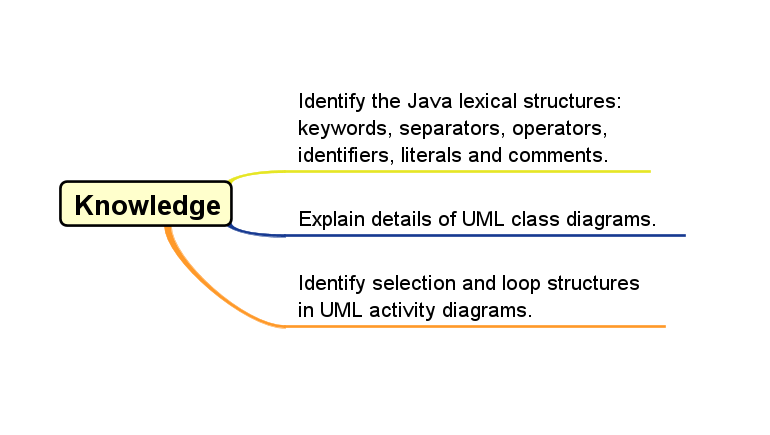 Knowledge
Identify the Java lexical structures:
keywords, separators, operators,
identifiers, literals and comments.
Explain details of UML class diagrams.
Identify selection and loop structures
in UML activity diagrams.